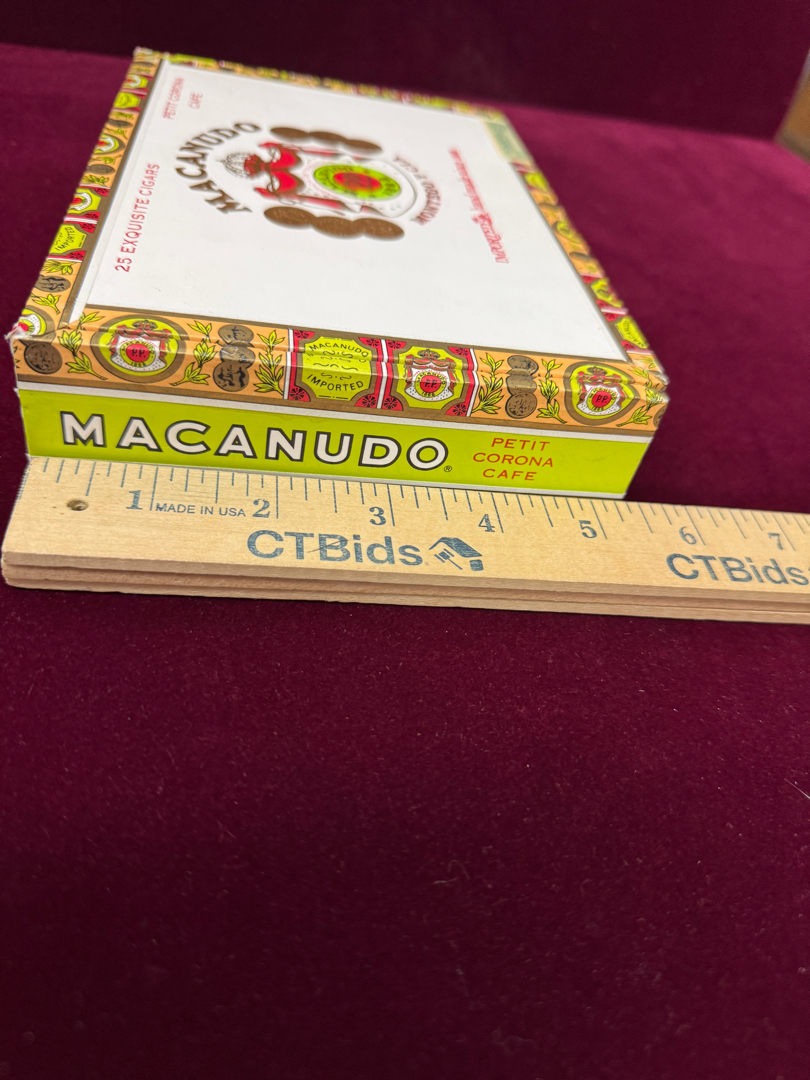 PETIT CORONA
CAFE
MACANUDO
25 EXQUISITE CIGARS
MACANUDO
IMPORTED
MACANUDO
®
PETIT
CORONA
CAFE
1 MADE IN USA 2 3 4 5 6 7
CTBids CTBids